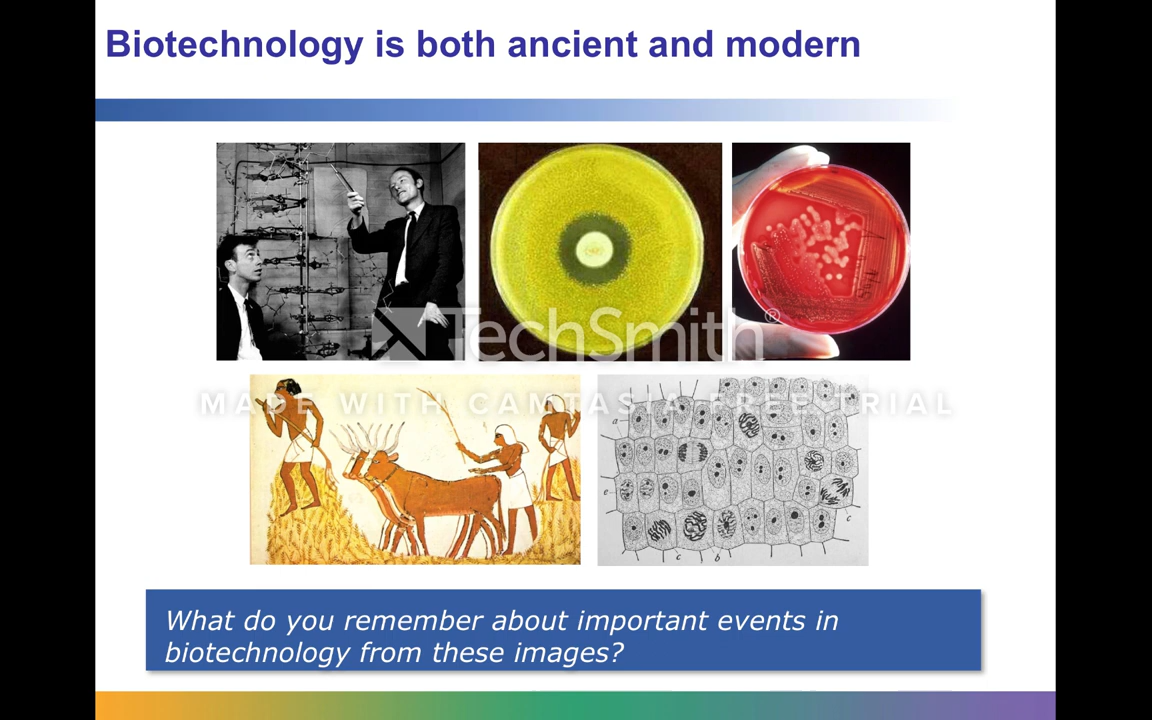 Biotechnology is both ancient and modern
TechSmith®
MADE WITH CAMTASIA FREE TRIAL
a
e
c
c
b
What do you remember about important events in
biotechnology from these images?